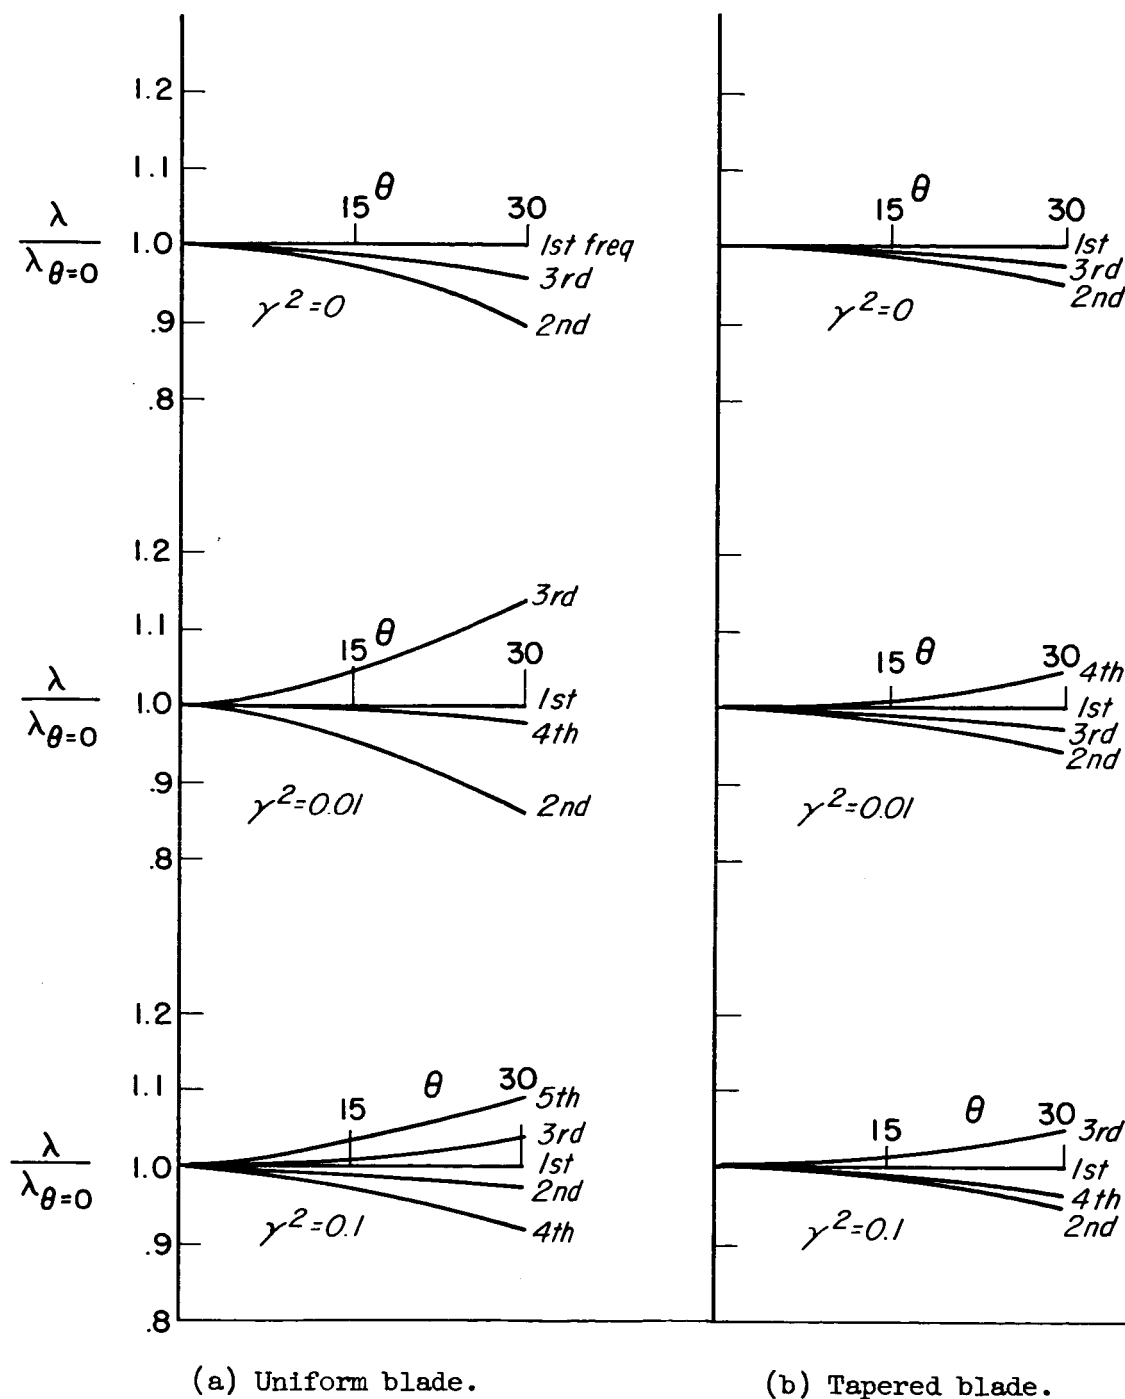 1.2
1.1
15 θ
30
λ
λθ=0
1.0
1st freq
3rd
γ²=0
.9
2nd
.8
15 θ
30
1st
3rd
2nd
γ²=0
1.2
3rd
1.1
15 θ
30
λ
λθ=0
1.0
1st
4th
.9
γ²=0.01
2nd
.8
15 θ
30
4th
1st
3rd
2nd
γ²=0.01
1.2
1.1
θ
30
5th
15
3rd
λ
λθ=0
1.0
1st
2nd
γ²=0.1
4th
.9
.8
θ
30
15
3rd
1st
4th
2nd
γ²=0.1
(a) Uniform blade.
(b) Tapered blade.